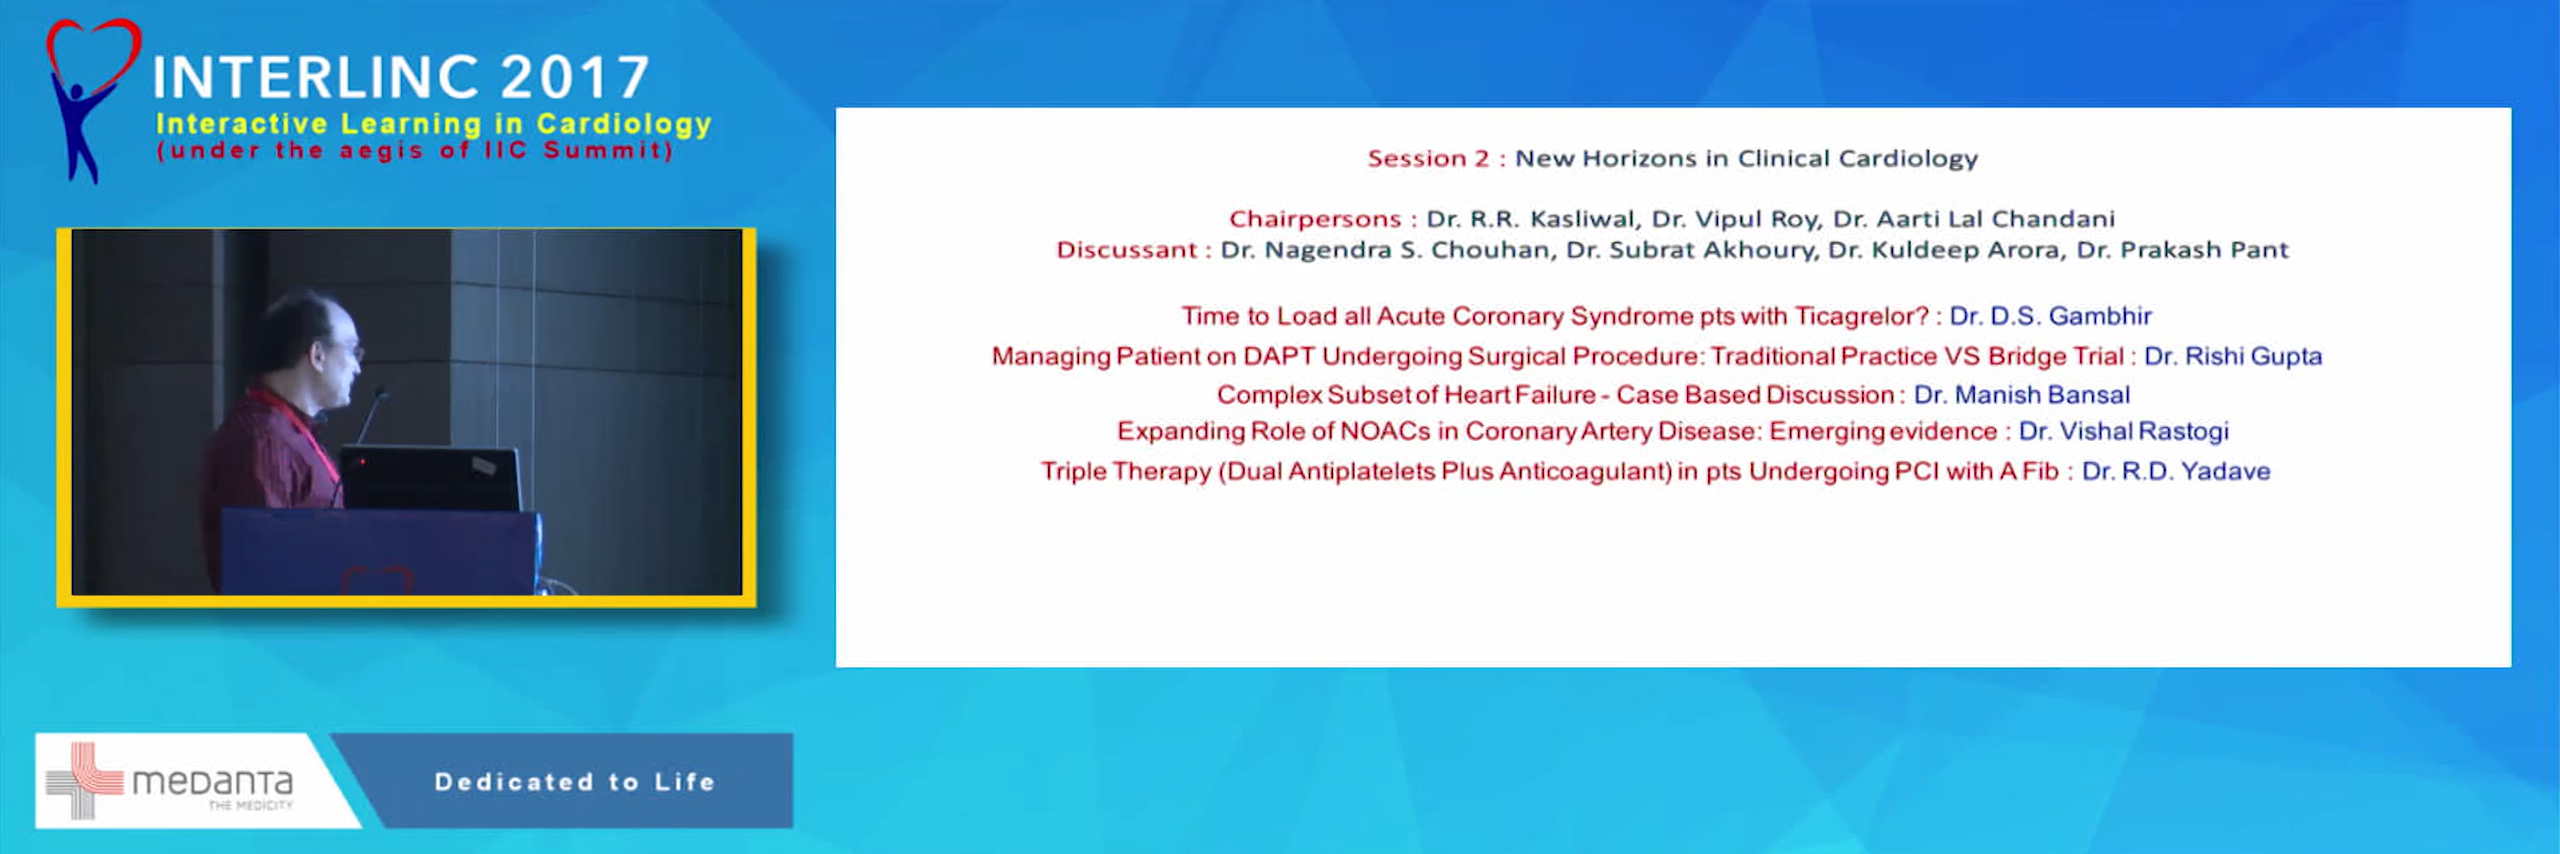 INTERLINC 2017
Interactive Learning in Cardiology
(under the aegis of IIC Summit)
Session 2 : New Horizons in Clinical Cardiology
Chairpersons : Dr. R.R. Kasliwal, Dr. Vipul Roy, Dr. Aarti Lal Chandani
Discussant : Dr. Nagendra S. Chouhan, Dr. Subrat Akhoury, Dr. Kuldeep Arora, Dr. Prakash Pant
Time to Load all Acute Coronary Syndrome pts with Ticagrelor? : Dr. D.S. Gambhir
Managing Patient on DAPT Undergoing Surgical Procedure: Traditional Practice VS Bridge Trial : Dr. Rishi Gupta
Complex Subset of Heart Failure - Case Based Discussion : Dr. Manish Bansal
Expanding Role of NOACs in Coronary Artery Disease: Emerging evidence : Dr. Vishal Rastogi
Triple Therapy (Dual Antiplatelets Plus Anticoagulant) in pts Undergoing PCI with A Fib : Dr. R.D. Yadave
medanta
THE MEDICITY
Dedicated to Life